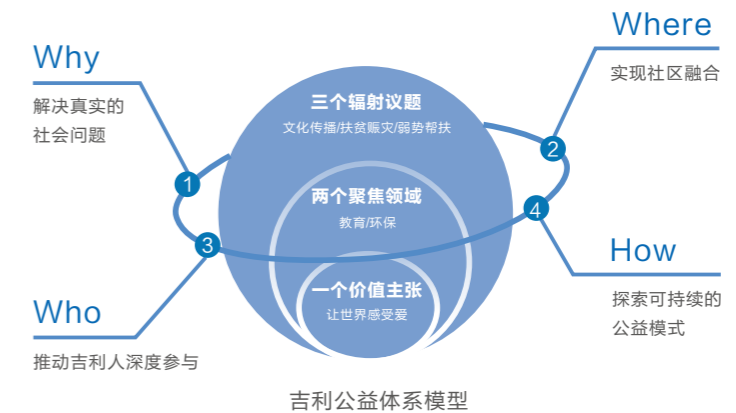 Why
解决真实的
社会问题
1
Where
实现社区融合
2
三个辐射议题
文化传播/扶贫赈灾/弱势帮扶
两个聚焦领域
教育/环保
一个价值主张
让世界感受爱
3
Who
推动吉利人深度参与
4
How
探索可持续的
公益模式
吉利公益体系模型